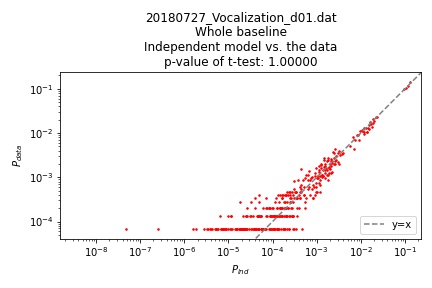 20180727_Vocalization_d01.dat
Whole baseline
Independent model vs. the data
p-value of t-test: 1.00000
10⁻¹
10⁻²
10⁻³
10⁻⁴
P_data
10⁻⁸ 10⁻⁷ 10⁻⁶ 10⁻⁵ 10⁻⁴ 10⁻³ 10⁻² 10⁻¹
P_ind
y=x